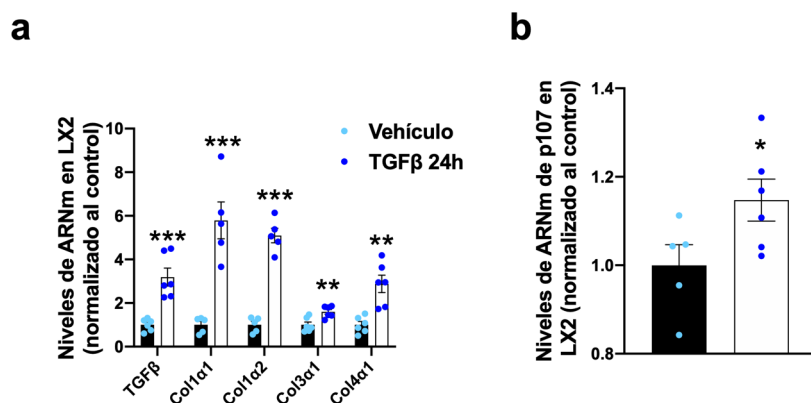 a
Niveles de ARNm en LX2
(normalizado al control)
10
8
6
4
2
0
***
***
***
**
**
Vehículo
TGFβ 24h
TGFβ
Col1α1
Col1α2
Col3α1
Col4α1
b
Niveles de ARNm de p107 en
LX2 (normalizado al control)
1.4
1.2
1.0
0.8
*